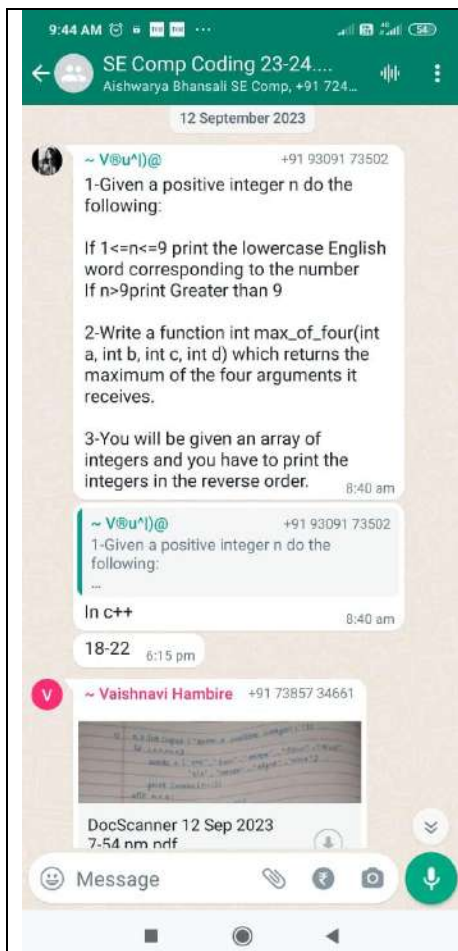 9:44 AM
54
SE Comp Coding 23-24....
Aishwarya Bhansali SE Comp, +91 724...
12 September 2023
~ V®u^|)@ +91 93091 73502
1-Given a positive integer n do the
following:
If 1<=n<=9 print the lowercase English
word corresponding to the number
If n>9print Greater than 9
2-Write a function int max_of_four(int
a, int b, int c, int d) which returns the
maximum of the four arguments it
receives.
3-You will be given an array of
integers and you have to print the
integers in the reverse order. 8:40 am
~ V®u^|)@ +91 93091 73502
1-Given a positive integer n do the
following:
...
In c++ 8:40 am
18-22 6:15 pm
V ~ Vaishnavi Hambire +91 73857 34661
DocScanner 12 Sep 2023
7-54 pm.pdf
Message